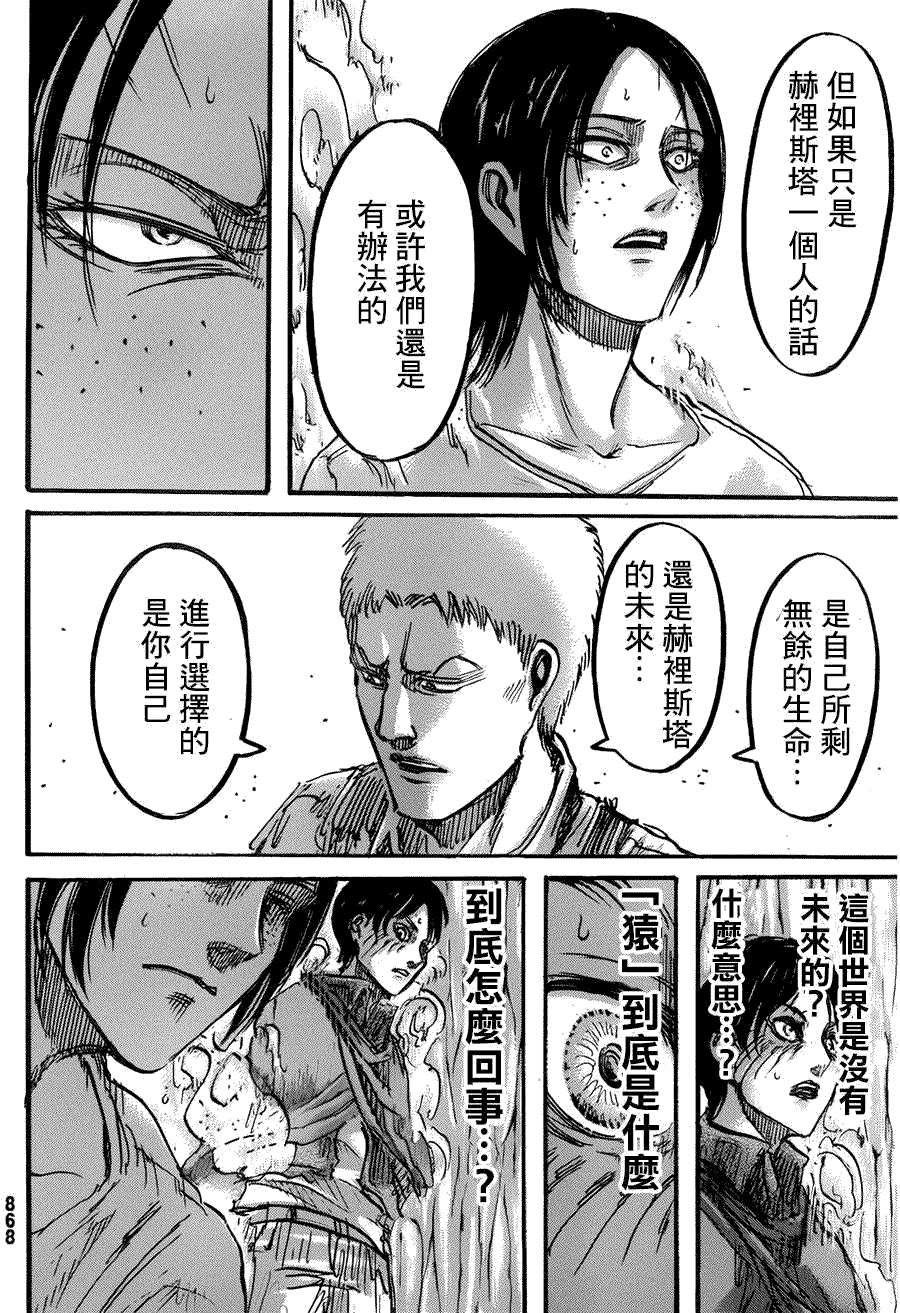 但如果只是
赫裡斯塔一個人的話
或許我們還是
有辦法的
是自己所剩
無餘的生命…
還是赫裡斯塔
的未來…
進行選擇的
是你自己
這個世界是沒有
未來的?
什麼意思…?
「猿」到底是什麼
到底怎麼回事…?
868